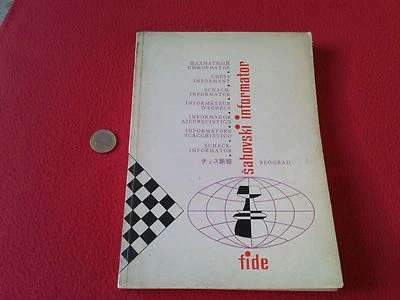 ШАХМАТНЫЙ
ИНФОРМАТОР
CHESS
INFORMANT
SCHACH-
INFORMATOR
INFORMATEUR
D'ECHECS
INFORMADOR
AJEDRECISTICO
INFORMATORE
SCACCHISTICO
SCHACK-
INFORMATOR
チェス新報
BEOGRAD
šahovski informator
fide